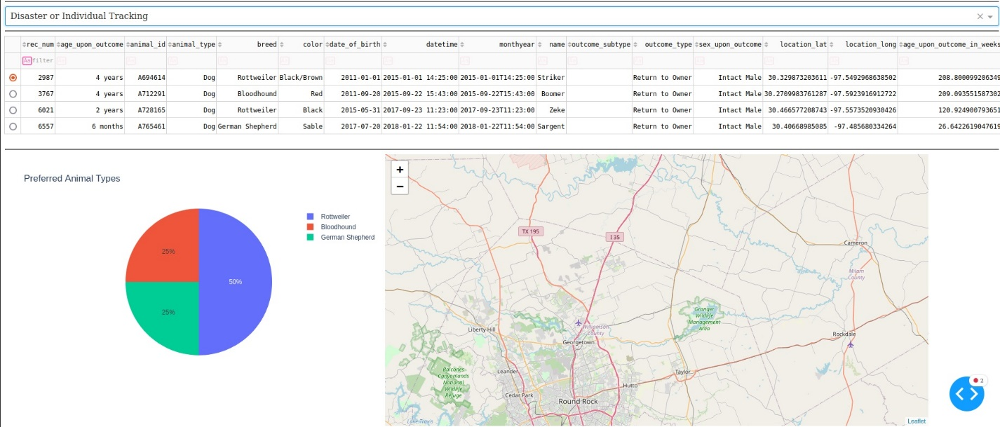 Disaster or Individual Tracking
rec_num age_upon_outcome animal_id animal_type breed color date_of_birth datetime monthyear name outcome_subtype outcome_type sex_upon_outcome location_lat location_long age_upon_outcome_in_weeks
Aa filter
2987 4 years A694614 Dog Rottweiler Black/Brown 2011-01-01 2015-01-01 14:25:00 2015-01-01T14:25:00 Striker Return to Owner Intact Male 30.329873203611 -97.5492968638502 208.800099206349
3767 4 years A712291 Dog Bloodhound Red 2011-09-20 2015-09-22 15:43:00 2015-09-22T15:43:00 Boomer Return to Owner Intact Male 30.2709983761287 -97.5923916912722 209.093551587302
6021 2 years A728165 Dog Rottweiler Black 2015-05-31 2017-09-23 11:23:00 2017-09-23T11:23:00 Zeke Return to Owner Intact Male 30.466577208743 -97.5573520930426 120.924900793651
6557 6 months A765461 Dog German Shepherd Sable 2017-07-20 2018-01-22 11:54:00 2018-01-22T11:54:00 Sargent Return to Owner Intact Male 30.40668985085 -97.485680334264 26.6422619047619
Preferred Animal Types
Rottweiler
Bloodhound
German Shepherd
25%
50%
25%
+
−
TX 195
I 35
Cameron
Milam
County
Granger
Wildlife
Management
Area
Liberty Hill
Williamson
County
Georgetown
Rockdale
Balcones
Canyonlands
National
Wildlife
Refuge
Leander
Taylor
Hutto
Cedar Park
Round Rock
Lake Travis
2
Leaflet